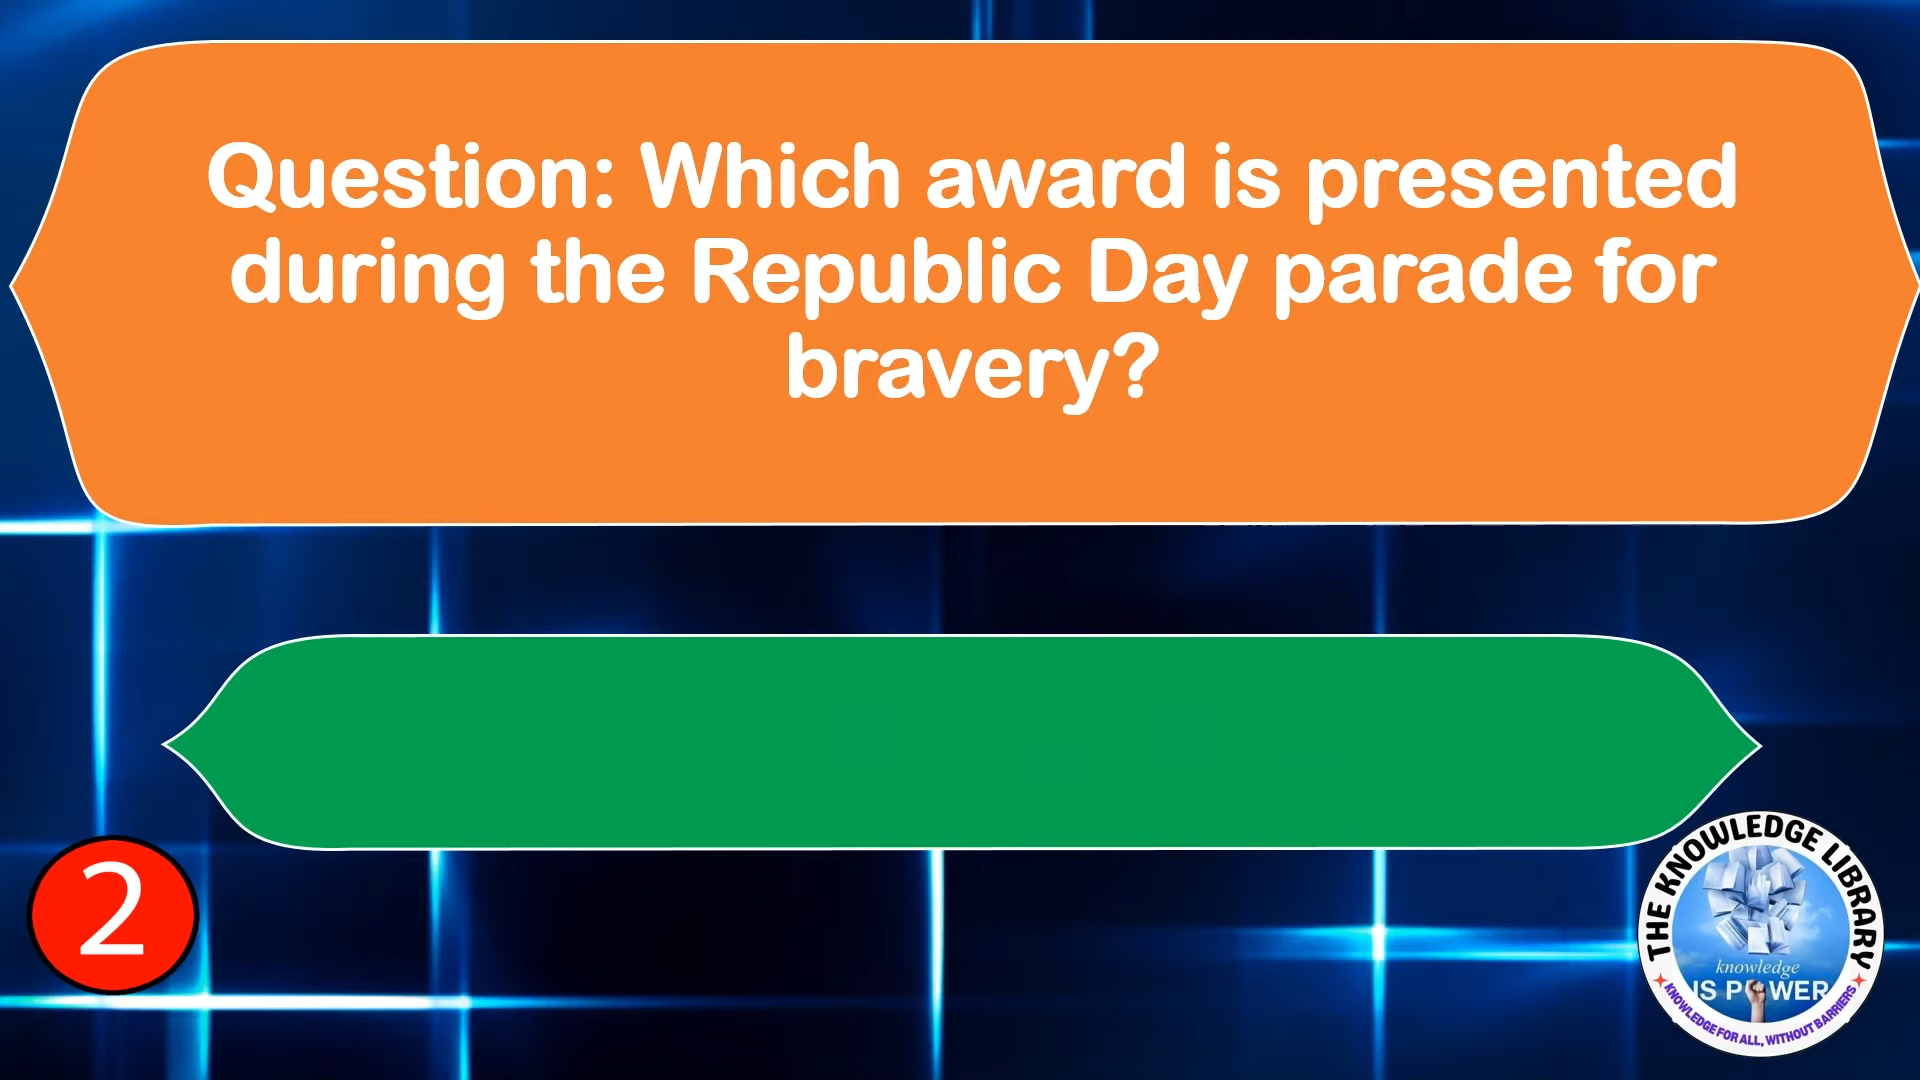 Question: Which award is presented
during the Republic Day parade for
bravery?
2
THE KNOWLEDGE LIBRARY
knowledge
IS POWER
KNOWLEDGE FOR ALL, WITHOUT BARRIERS